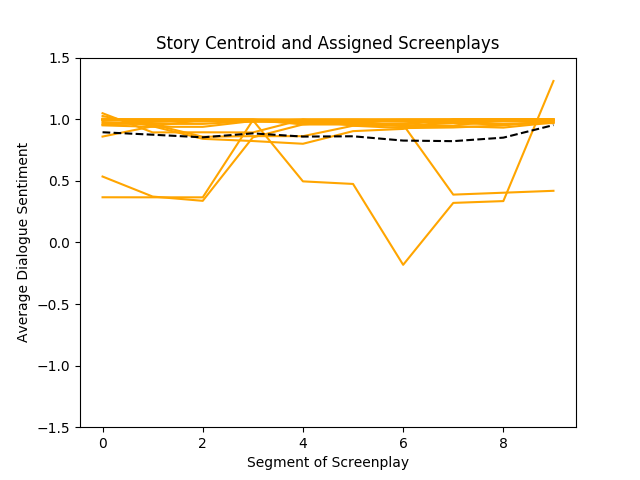 Story Centroid and Assigned Screenplays
1.5
1.0
0.5
0.0
−0.5
−1.0
−1.5
Average Dialogue Sentiment
0 2 4 6 8
Segment of Screenplay